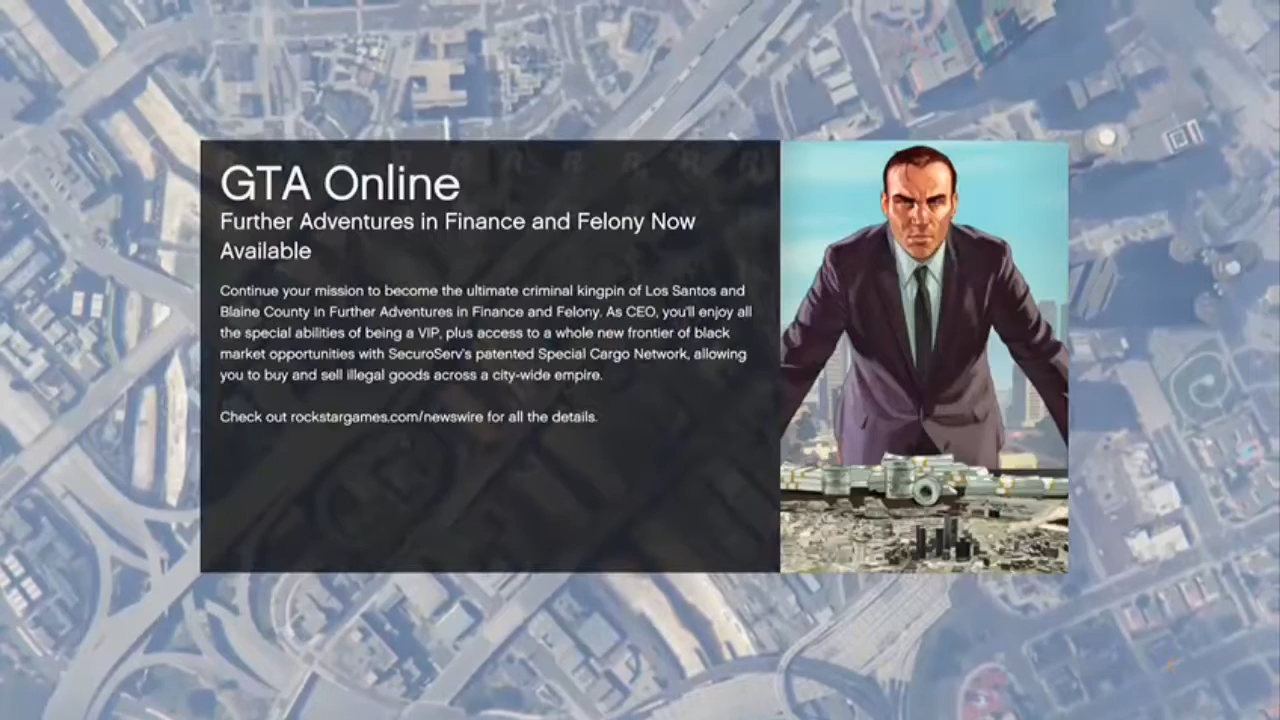 GTA Online
Further Adventures in Finance and Felony Now
Available
Continue your mission to become the ultimate criminal kingpin of Los Santos and
Blaine County in Further Adventures in Finance and Felony. As CEO, you'll enjoy all
the special abilities of being a VIP, plus access to a whole new frontier of black
market opportunities with SecuroServ's patented Special Cargo Network, allowing
you to buy and sell illegal goods across a city-wide empire.
Check out rockstargames.com/newswire for all the details.